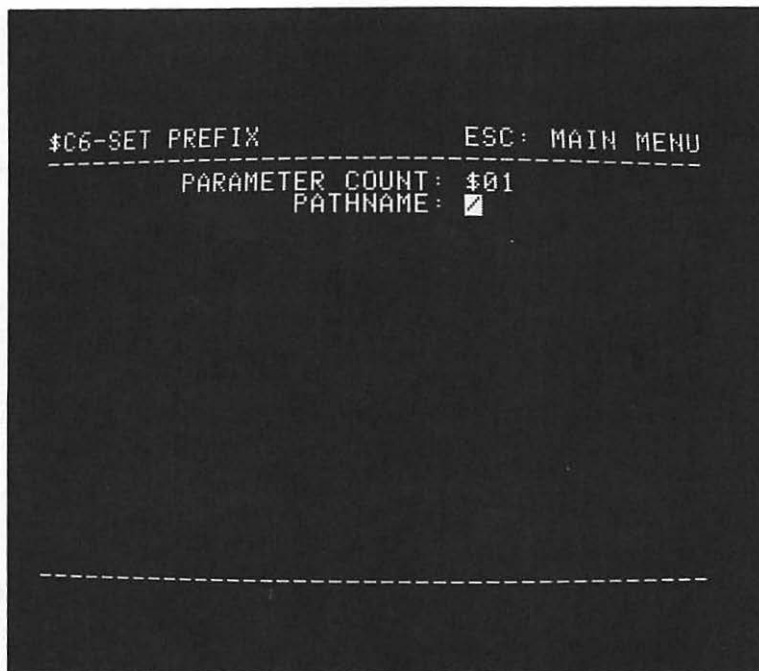 $C6-SET PREFIX ESC: MAIN MENU
PARAMETER COUNT: $01
PATHNAME: /